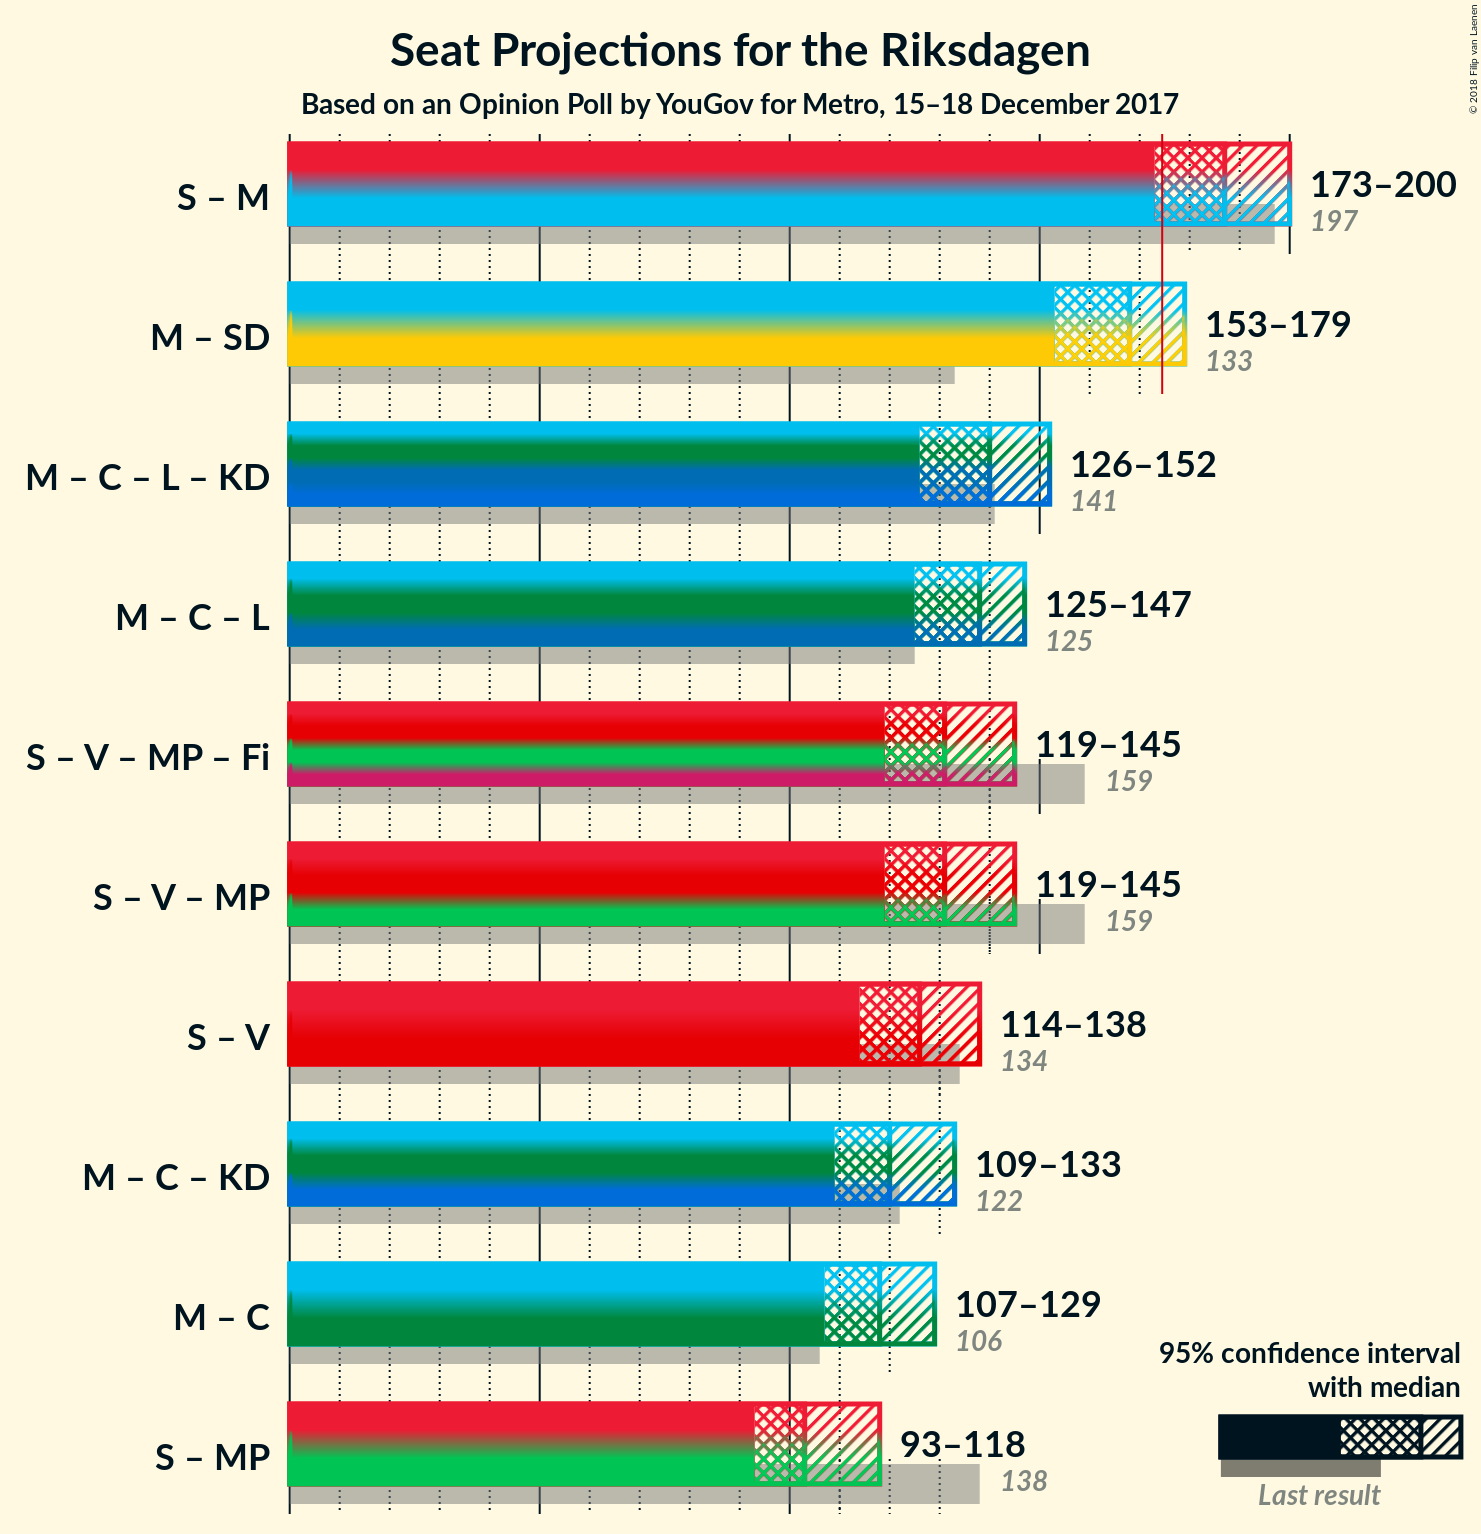 Seat Projections for the Riksdagen
Based on an Opinion Poll by YouGov for Metro, 15–18 December 2017
© 2018 Filip van Laenen
S – M
173–200
197
M – SD
153–179
133
M – C – L – KD
126–152
141
M – C – L
125–147
125
S – V – MP – Fi
119–145
159
S – V – MP
119–145
159
S – V
114–138
134
M – C – KD
109–133
122
M – C
107–129
106
S – MP
93–118
138
95% confidence interval
with median
Last result